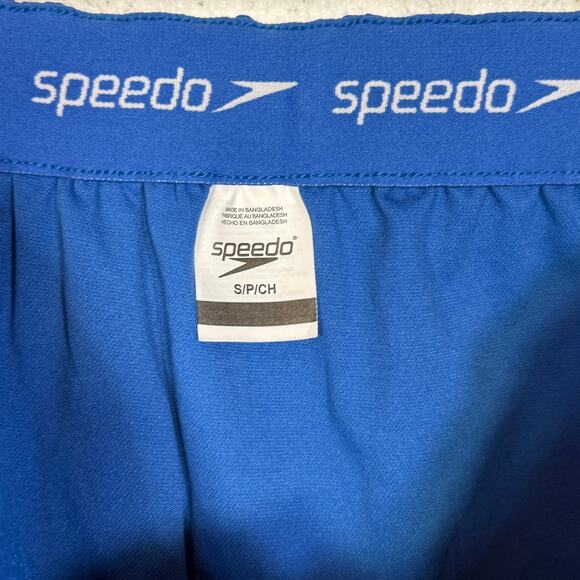 speedo speedo
MADE IN BANGLADESH
FABRIQUÉ AU BANGLADESH
HECHO EN BANGLADESH
speedo®
S/P/CH